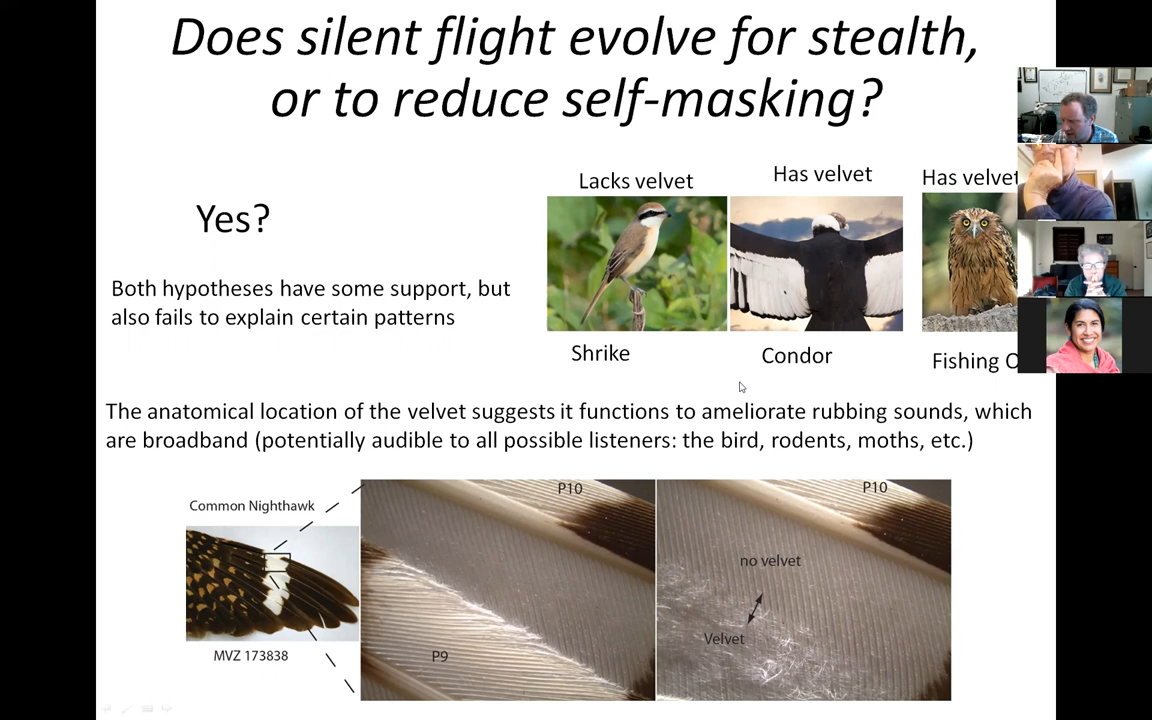 Does silent flight evolve for stealth,
or to reduce self-masking?
Yes?
Both hypotheses have some support, but
also fails to explain certain patterns
Lacks velvet
Has velvet
Has velvet
Shrike
Condor
Fishing O
The anatomical location of the velvet suggests it functions to ameliorate rubbing sounds, which
are broadband (potentially audible to all possible listeners: the bird, rodents, moths, etc.)
Common Nighthawk
MVZ 173838
P10
P9
P10
no velvet
Velvet